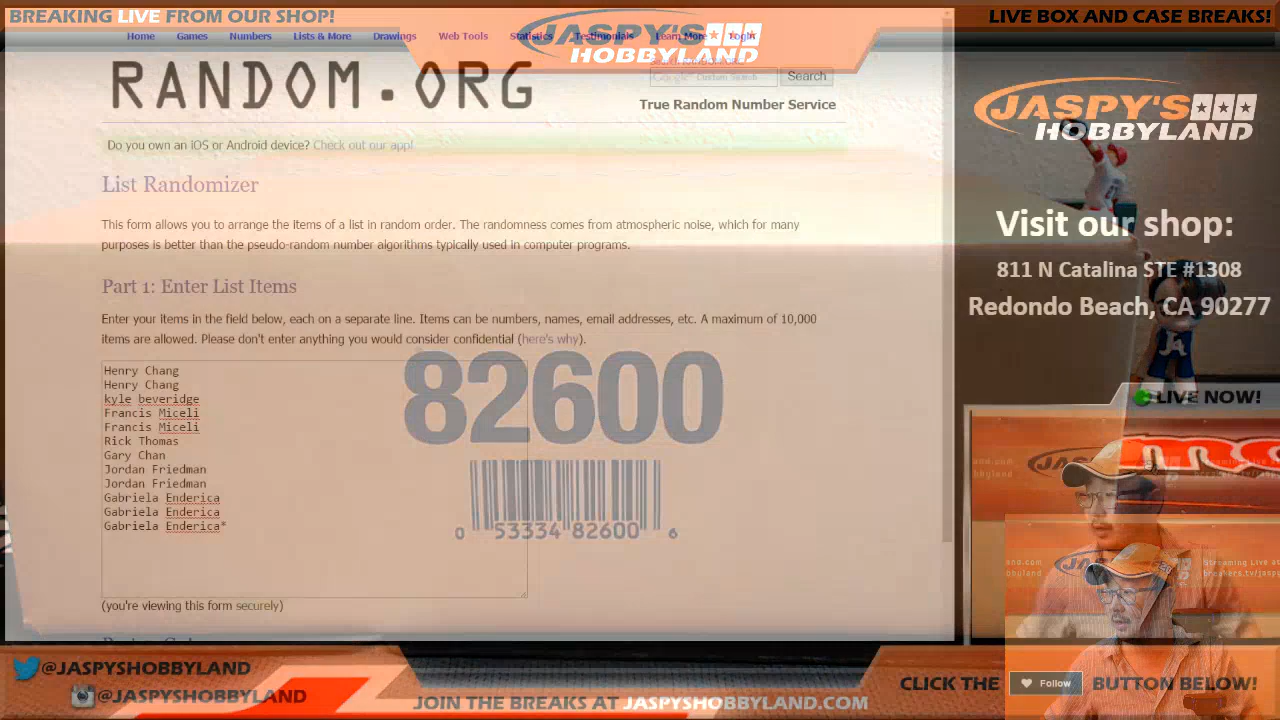 BREAKING LIVE FROM OUR SHOP!
JASPY'S
HOBBYLAND
LIVE BOX AND CASE BREAKS!
Home Games Numbers Lists & More Drawings Web Tools Statistics Testimonials Learn More Login
RANDOM.ORG
Google Custom Search
Search
True Random Number Service
Do you own an iOS or Android device? Check out our app!
List Randomizer
This form allows you to arrange the items of a list in random order. The randomness comes from atmospheric noise, which for many
purposes is better than the pseudo-random number algorithms typically used in computer programs.
Part 1: Enter List Items
Enter your items in the field below, each on a separate line. Items can be numbers, names, email addresses, etc. A maximum of 10,000
items are allowed. Please don't enter anything you would consider confidential (here's why).
Henry Chang
Henry Chang
kyle beveridge
Francis Miceli
Francis Miceli
Rick Thomas
Gary Chan
Jordan Friedman
Jordan Friedman
Gabriela Enderica
Gabriela Enderica
Gabriela Enderica*
82600
0 53334 82600 6
(you're viewing this form securely)
JASPY'S
HOBBYLAND
Visit our shop:
811 N Catalina STE #1308
Redondo Beach, CA 90277
LIVE NOW!
@JASPYSHOBBYLAND
@JASPYSHOBBYLAND
JOIN THE BREAKS AT JASPYSHOBBYLAND.COM
CLICK THE Follow BUTTON BELOW!